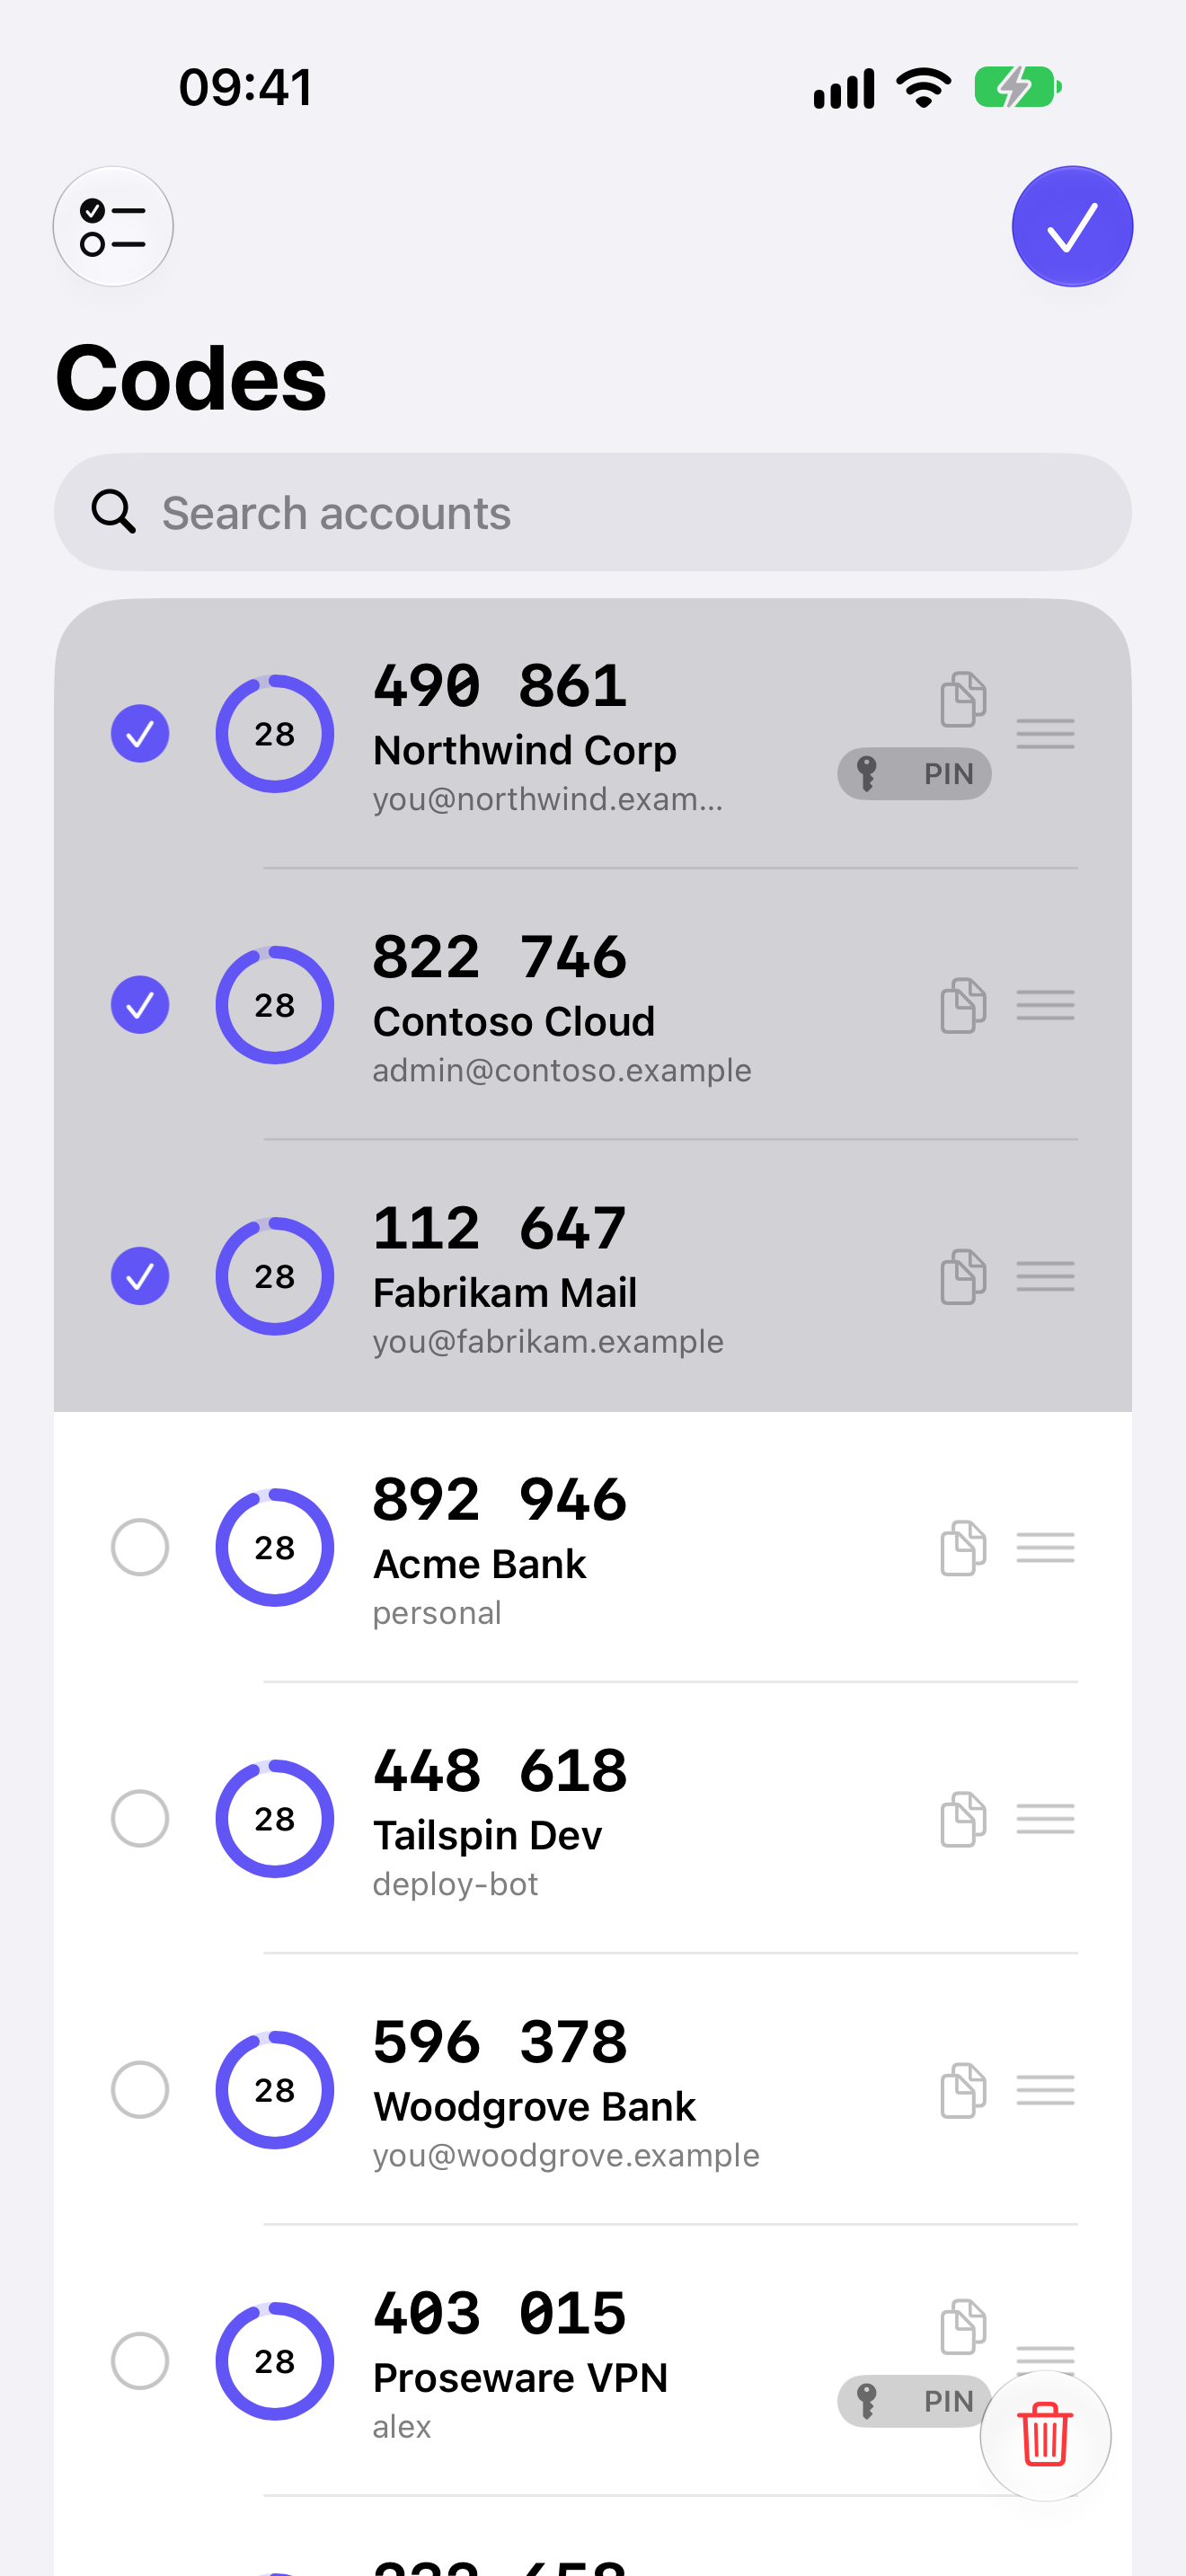 09:41
Codes
Search accounts
490 861
28
Northwind Corp
PIN
you@northwind.exam...
822 746
28
Contoso Cloud
admin@contoso.example
112 647
28
Fabrikam Mail
you@fabrikam.example
892 946
28
Acme Bank
personal
448 618
28
Tailspin Dev
deploy-bot
596 378
28
Woodgrove Bank
you@woodgrove.example
403 015
28
Proseware VPN
PIN
alex